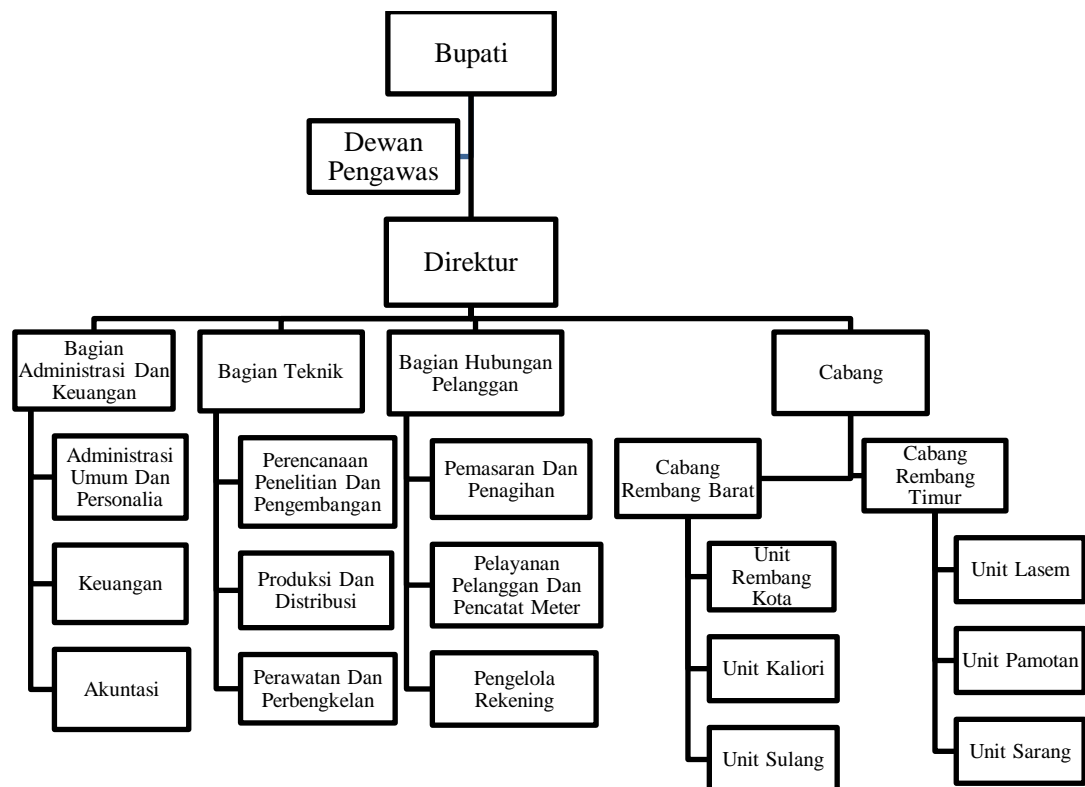 Bupati
Dewan
Pengawas
Direktur
Bagian
Administrasi Dan
Keuangan
Bagian Teknik
Bagian Hubungan
Pelanggan
Cabang
Administrasi
Umum Dan
Personalia
Keuangan
Akuntasi
Perencanaan
Penelitian Dan
Pengembangan
Produksi Dan
Distribusi
Perawatan Dan
Perbengkelan
Pemasaran Dan
Penagihan
Pelayanan
Pelanggan Dan
Pencatat Meter
Pengelola
Rekening
Cabang
Rembang Barat
Unit
Rembang
Kota
Unit Kaliori
Unit Sulang
Cabang
Rembang
Timur
Unit Lasem
Unit Pamotan
Unit Sarang